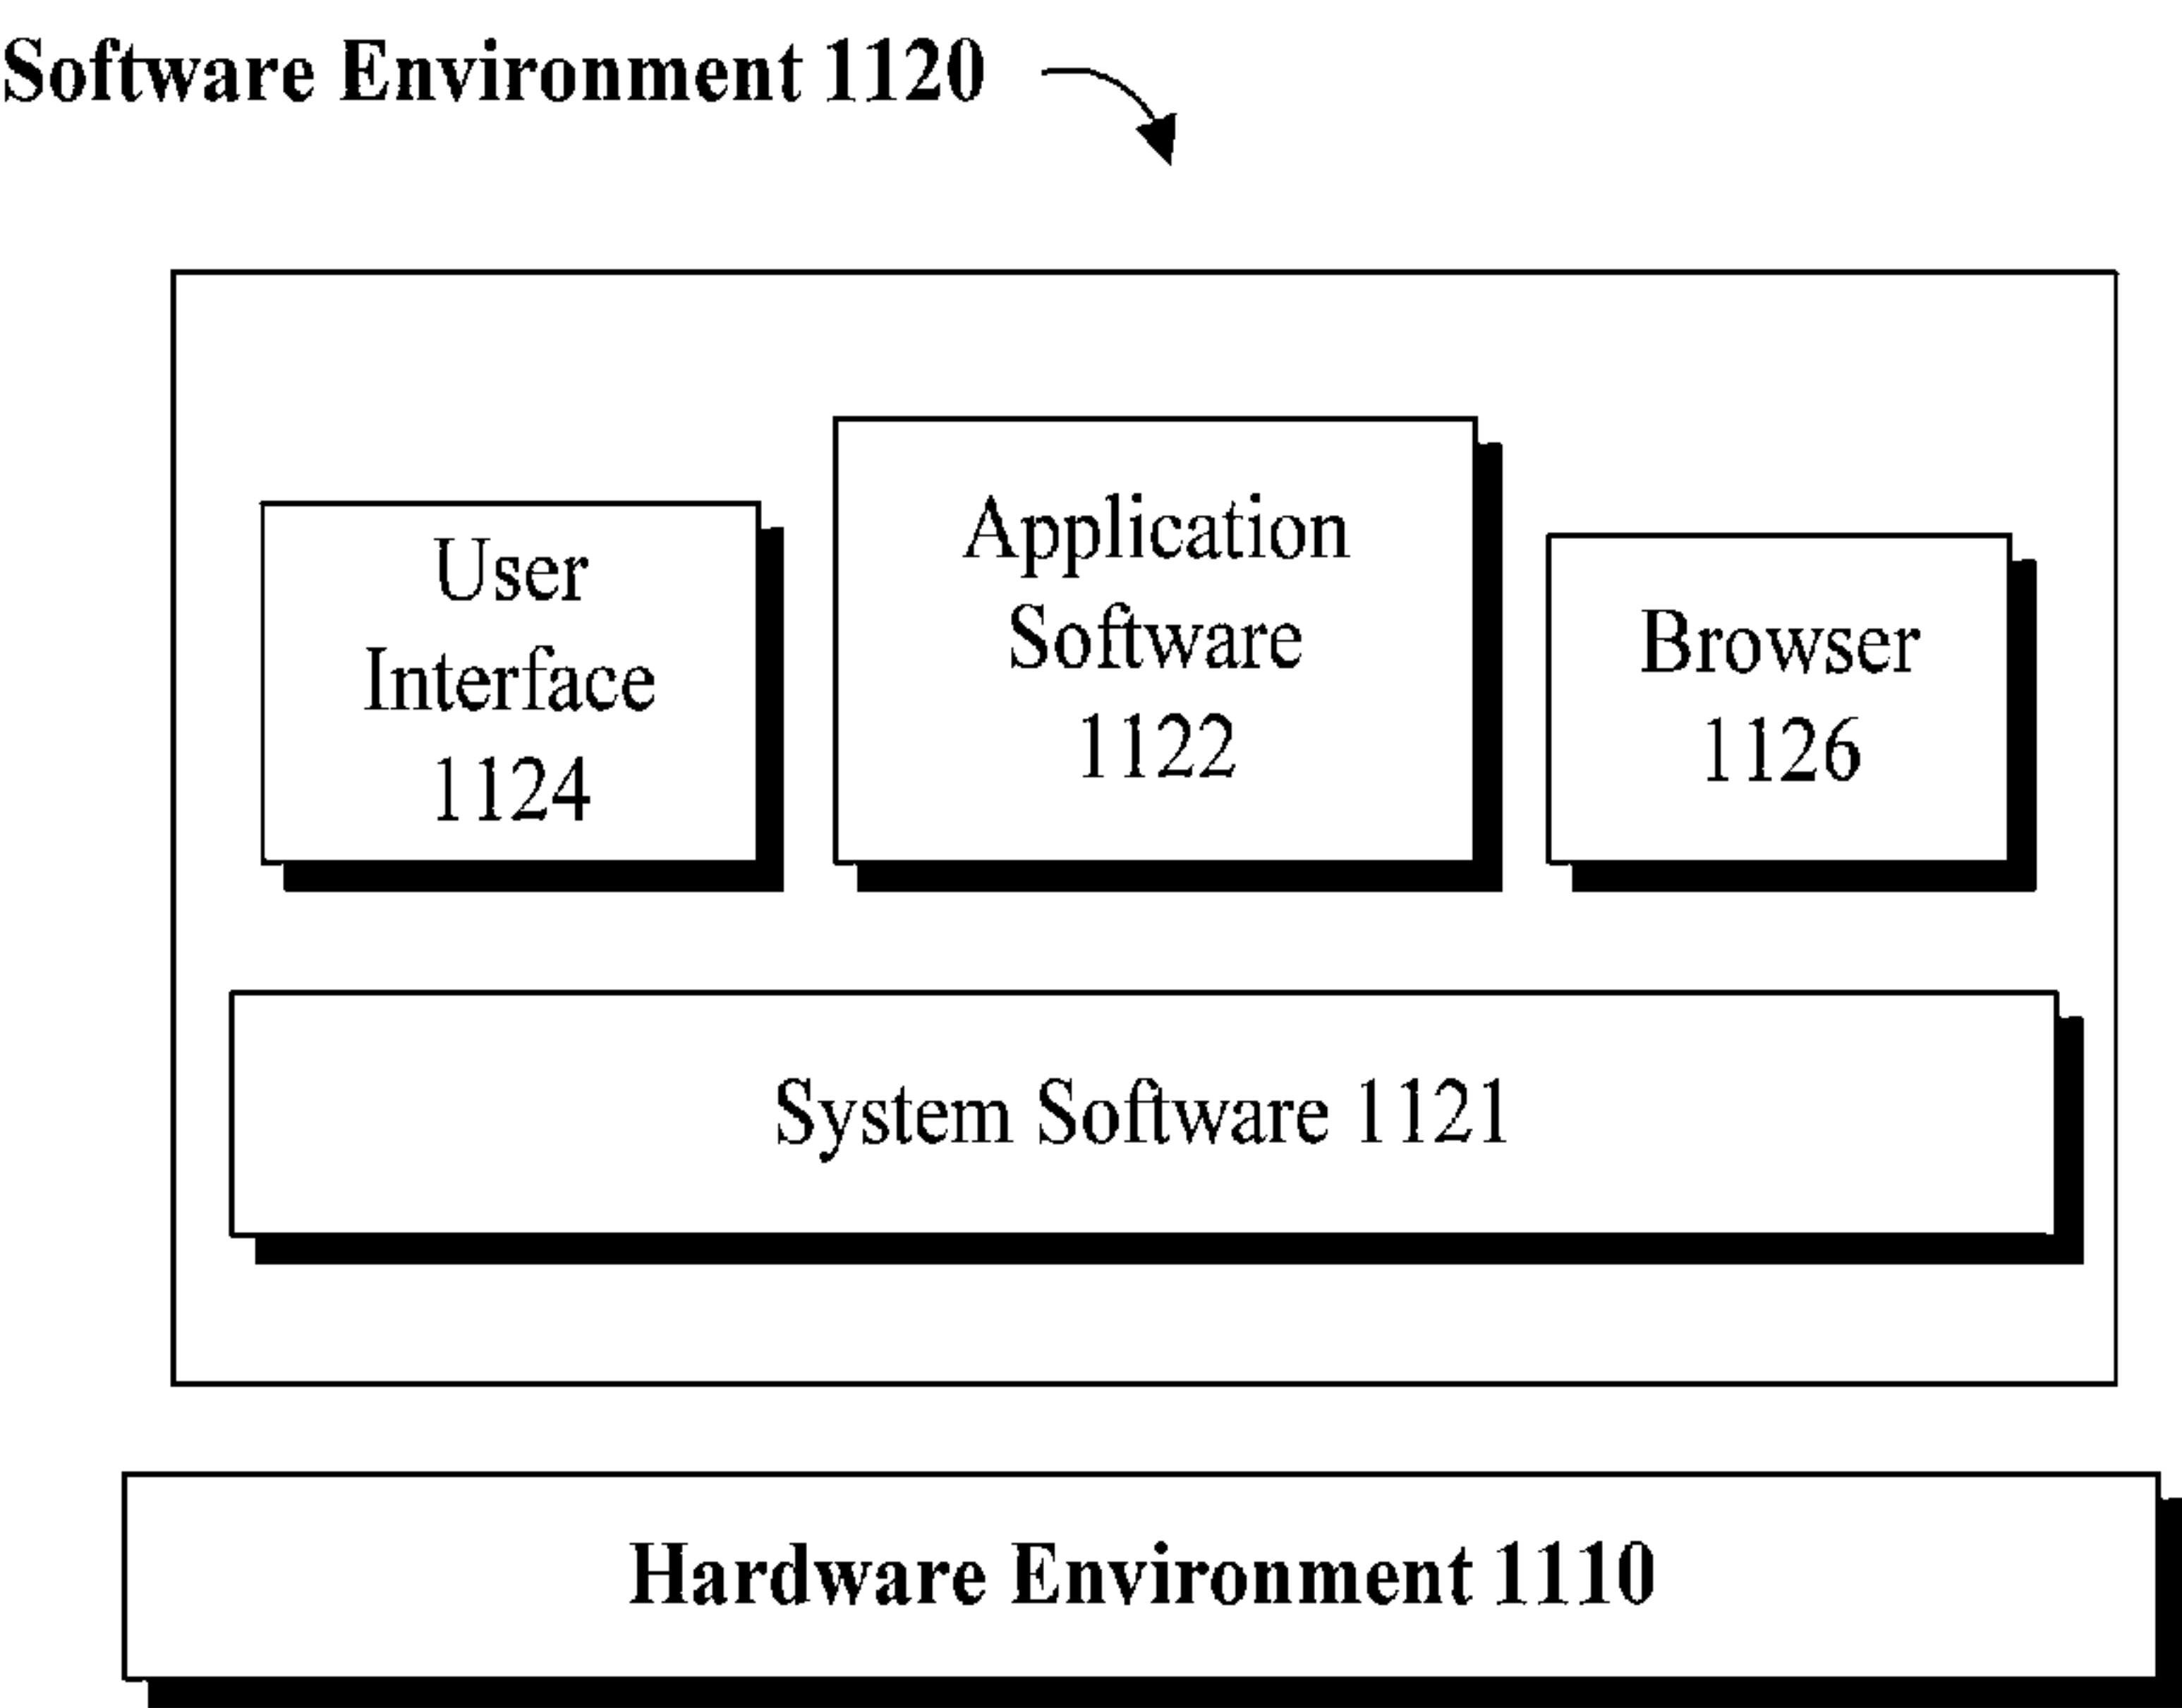 Software Environment 1120
User
Interface
1124
Application
Software
1122
Browser
1126
System Software 1121
Hardware Environment 1110